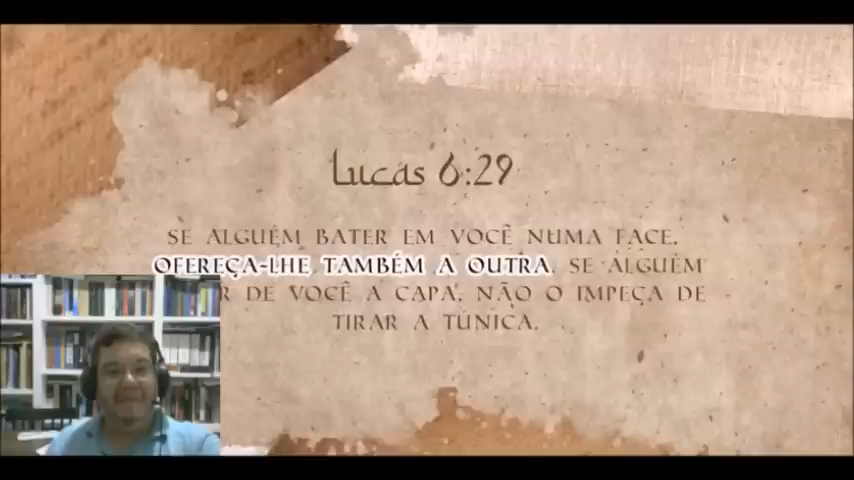 Lucas 6:29
SE ALGUÉM BATER EM VOCÊ NUMA FACE,
OFEREÇA-LHE TAMBÉM A OUTRA. SE ALGUÉM
DE VOCÊ A CAPA, NÃO O IMPEÇA DE
TIRAR A TÚNICA.